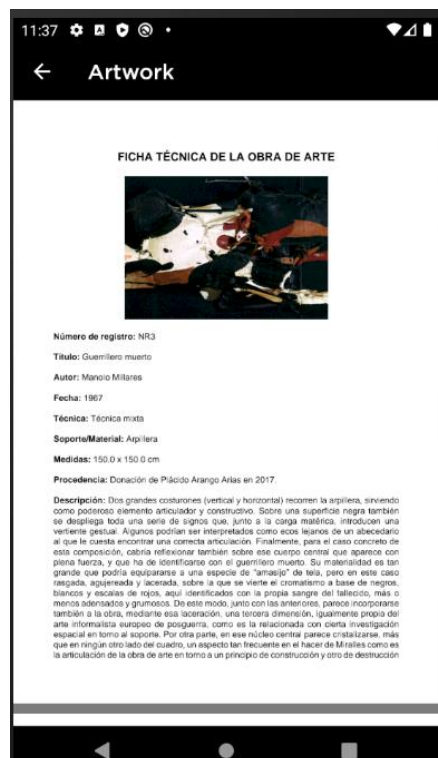 11:37
Artwork
FICHA TÉCNICA DE LA OBRA DE ARTE
Número de registro: NR3
Título: Guerrillero muerto
Autor: Manolo Millares
Fecha: 1967
Técnica: Técnica mixta
Soporte/Material: Arpillera
Medidas: 150.0 x 150.0 cm
Procedencia: Donación de Plácido Arango Arias en 2017.
Descripción: Dos grandes costurones (vertical y horizontal) recorren la arpillera, sirviendo
como poderoso elemento articulador y constructivo. Sobre una superficie negra también
se despliega toda una serie de signos que, junto a la carga matérica, introducen una
vertiente gestual. Algunos podrían ser interpretados como ecos lejanos de un abecedario
al que le cuesta encontrar una correcta articulación. Finalmente, para el caso concreto de
esta composición, cabría reflexionar también sobre ese cuerpo central que aparece con
plena fuerza, y que ha de identificarse con el guerrillero muerto. Su materialidad es tan
grande que podría equipararse a una especie de "amasijo" de tela, pero en este caso
rasgada, agujereada y lacerada, sobre la que se vierte el cromatismo a base de negros,
blancos y escalas de rojos, aquí identificados con la propia sangre del fallecido, más o
menos adensados y grumosos. De este modo, junto con las anteriores, parece incorporarse
también a la obra, mediante esa laceración, una tercera dimensión, igualmente propia del
arte informalista europeo de posguerra, como es la relacionada con cierta investigación
espacial en torno al soporte. Por otra parte, en ese núcleo central parece cristalizarse, más
que en ningún otro lado del cuadro, un aspecto tan frecuente en el hacer de Miralles como es
la articulación de la obra de arte en torno a un principio de construcción y otro de destrucción